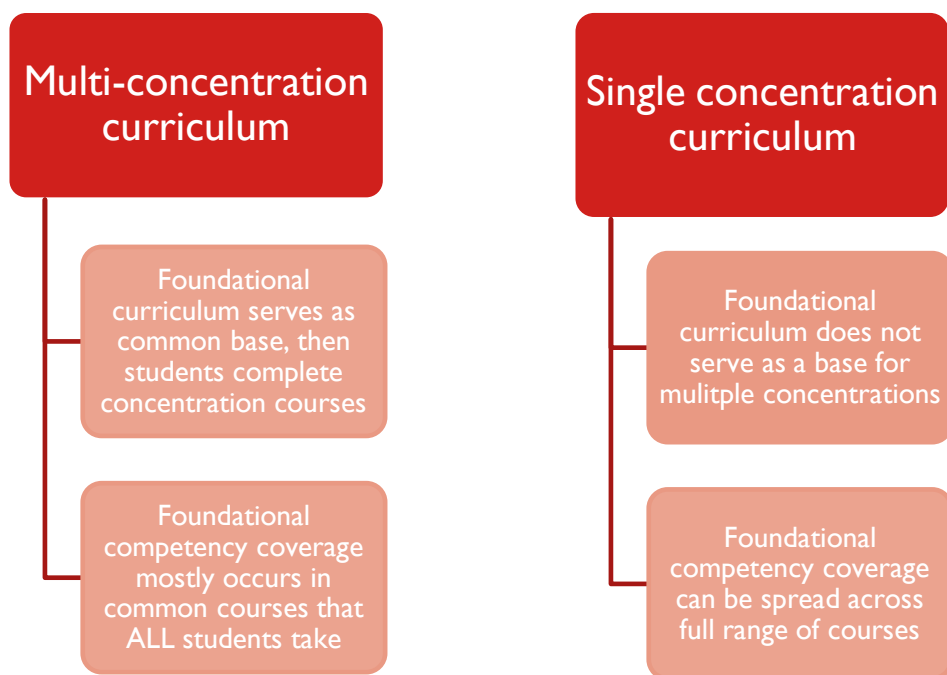 Multi-concentration
curriculum
Foundational
curriculum serves as
common base, then
students complete
concentration courses
Foundational
competency coverage
mostly occurs in
common courses that
ALL students take
Single concentration
curriculum
Foundational
curriculum does not
serve as a base for
mulitple concentrations
Foundational
competency coverage
can be spread across
full range of courses